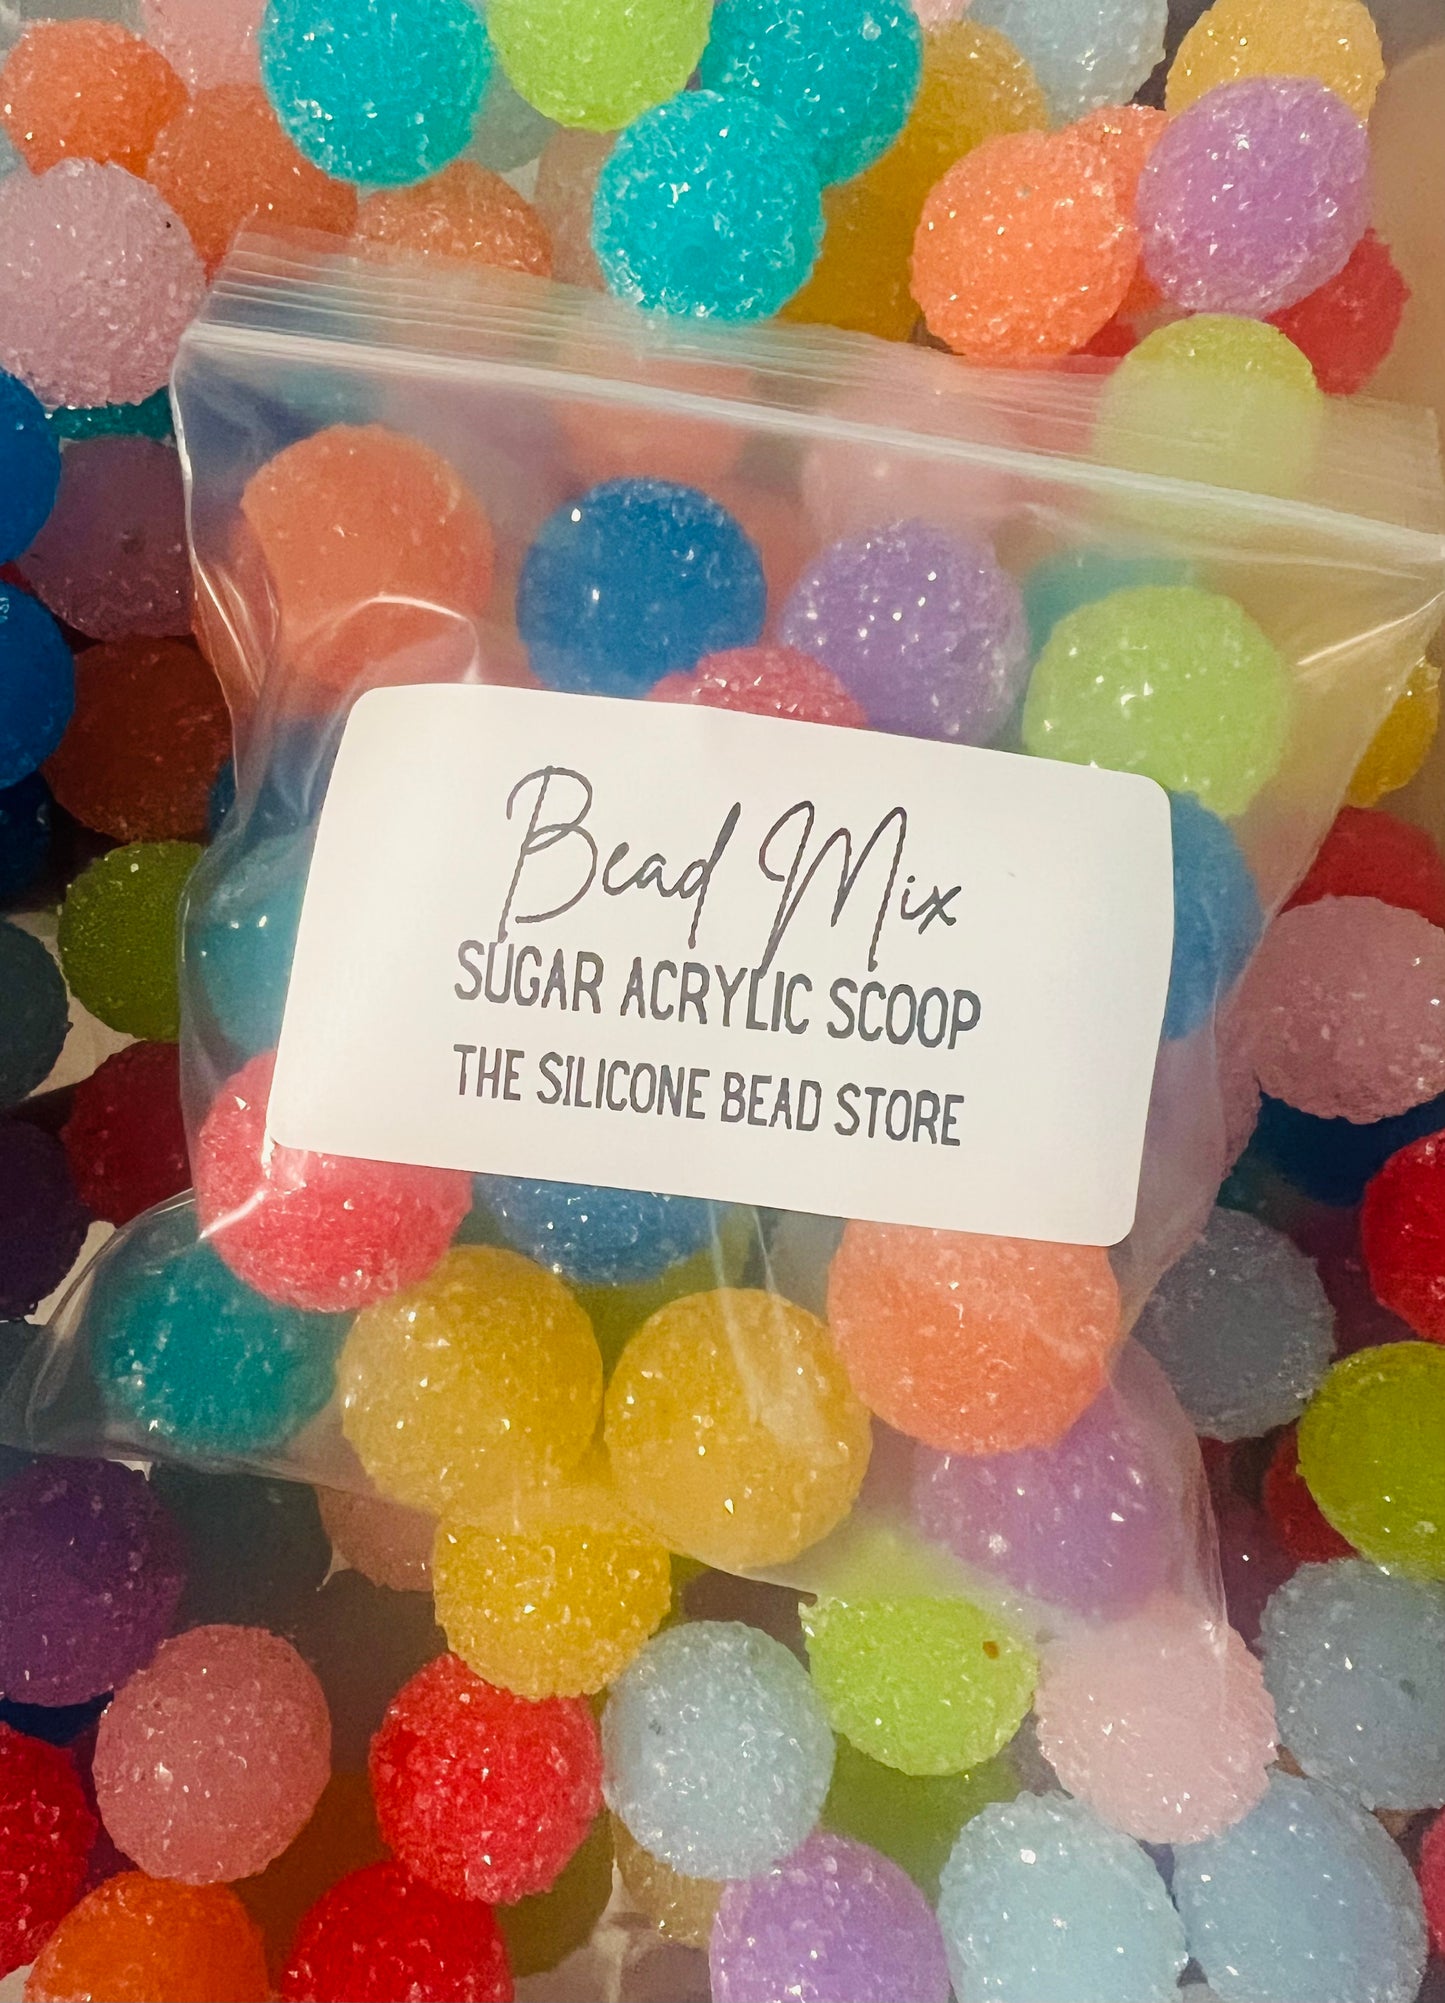 Bead Mix
SUGAR ACRYLIC SCOOP
THE SILICONE BEAD STORE